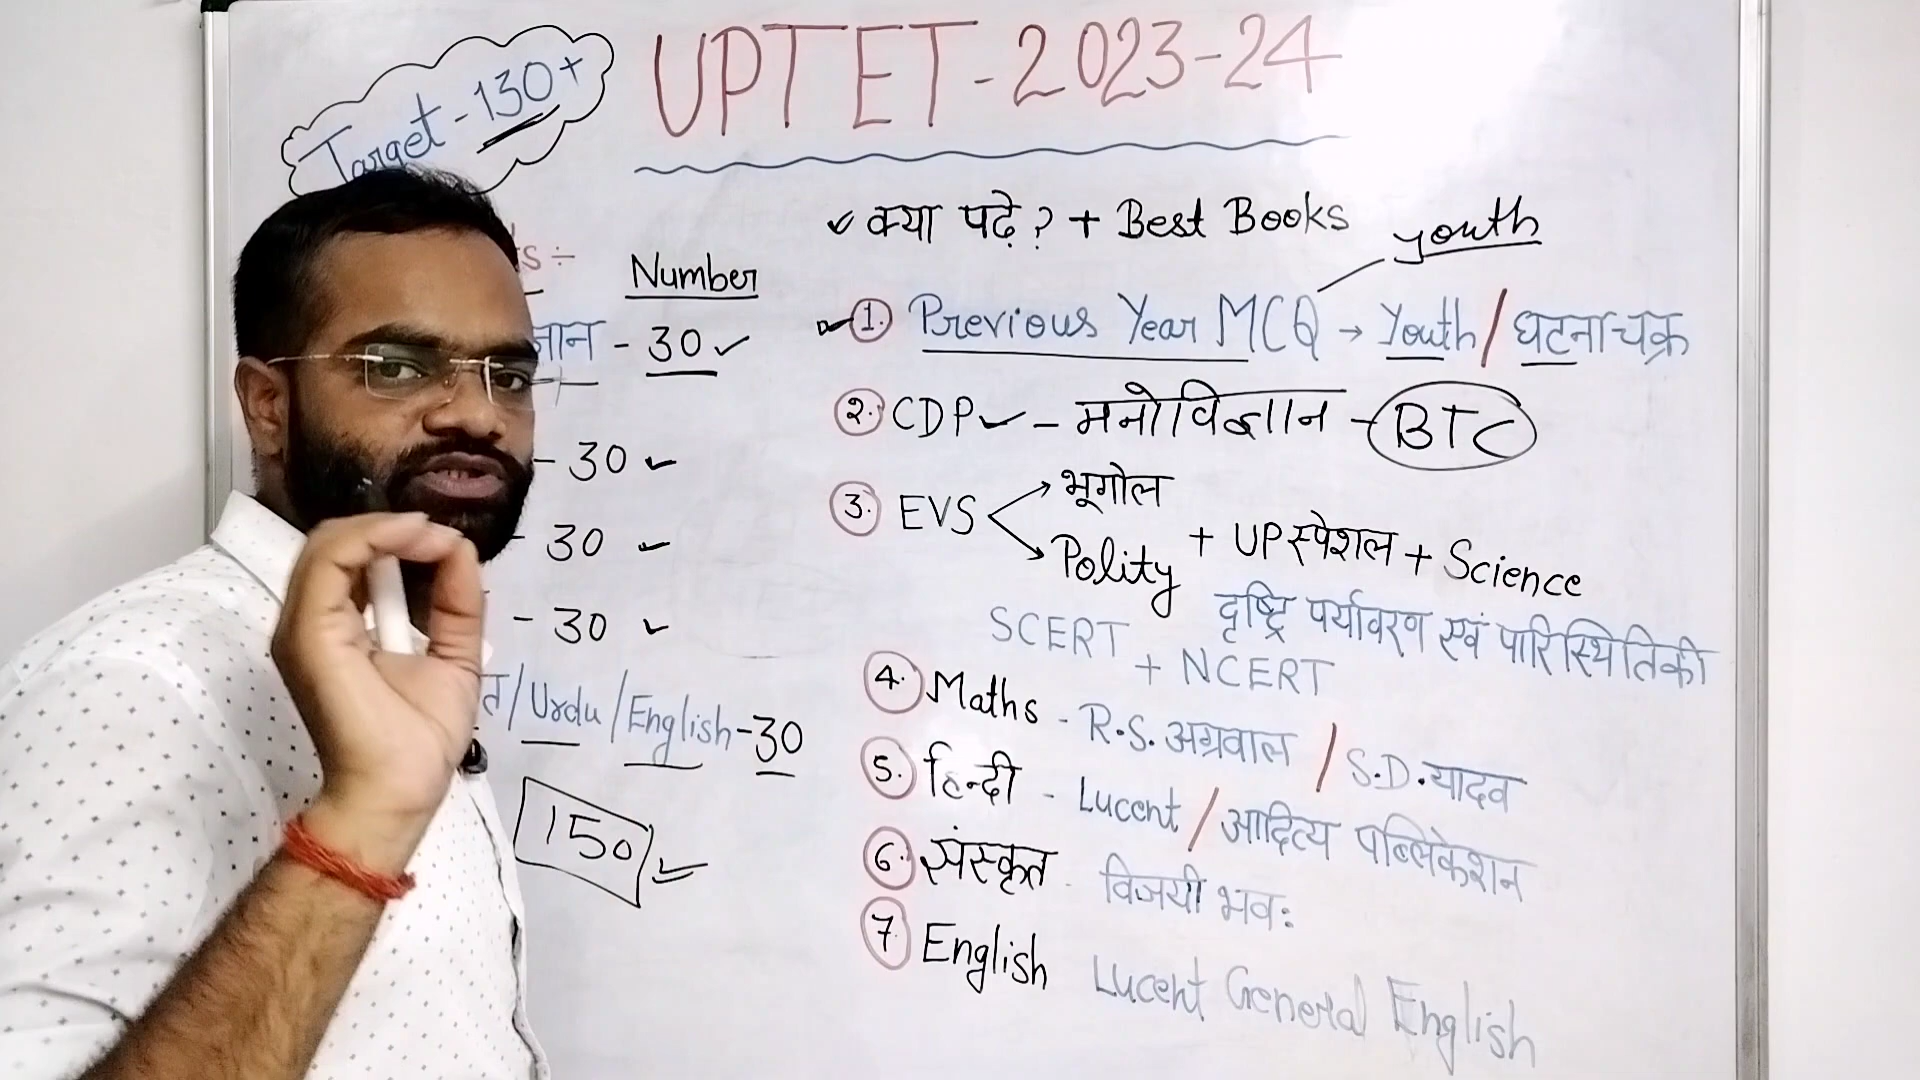 Target - 130+
UPTET - 2023-24
✓ क्या पढ़े ? + Best Books
youth
Number
ज्ञान - 30 ✓
- 30 ✓
- 30 ✓
- 30 ✓
/ Urdu / English - 30
150 ✓
1. Previous Year MCQ → Youth / घटनाचक्र
2. CDP ✓ - मनोविज्ञान - BTC
3. EVS भूगोल
Polity + UP स्पेशल + Science
SCERT + NCERT
दृष्टि पर्यावरण एवं पारिस्थितिकी
4. Maths - R.S. अग्रवाल / S.D. यादव
5. हिन्दी - Lucent / आदित्य पब्लिकेशन
6. संस्कृत - विजयी भवः
7. English Lucent General English